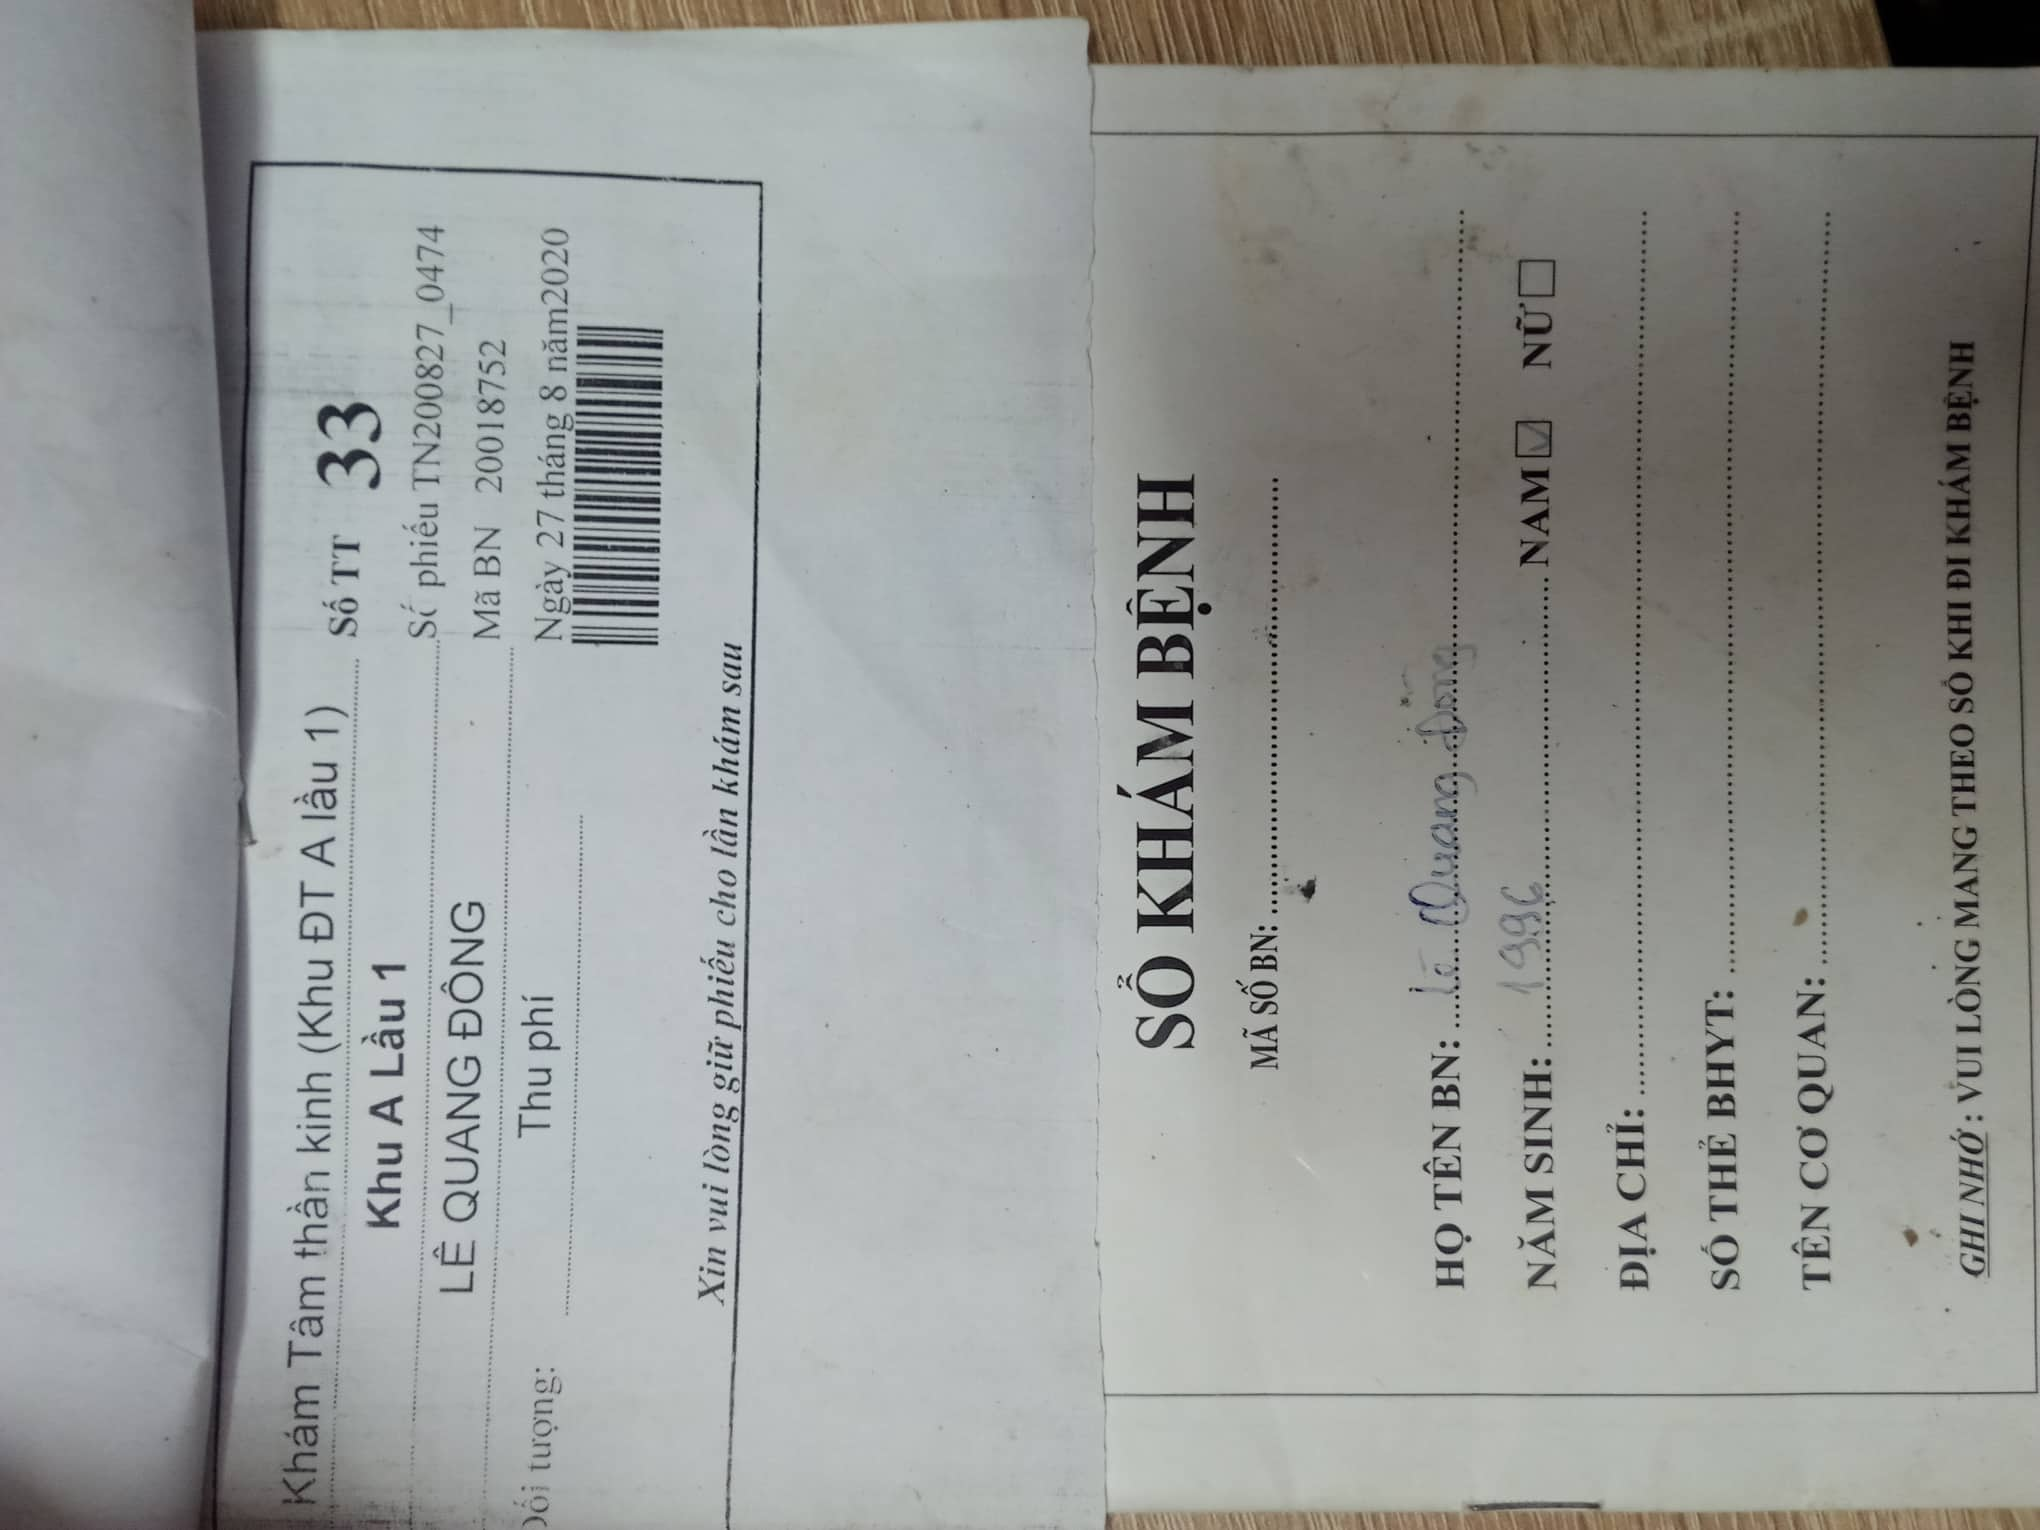 Khám Tâm thần kinh (Khu ĐT A lầu 1) Số TT 33
Khu A Lầu 1 Số phiếu TN200827_0474
LÊ QUANG ĐÔNG Mã BN 20018752
Đối tượng: Thu phí Ngày 27 tháng 8 năm2020
Xin vui lòng giữ phiếu cho lần khám sau
SỔ KHÁM BỆNH
MÃ SỐ BN:
HỌ TÊN BN: Lê Quang Đông
NĂM SINH: 1996 NAM NỮ
ĐỊA CHỈ:
SỐ THẺ BHYT:
TÊN CƠ QUAN:
GHI NHỚ : VUI LÒNG MANG THEO SỔ KHI ĐI KHÁM BỆNH